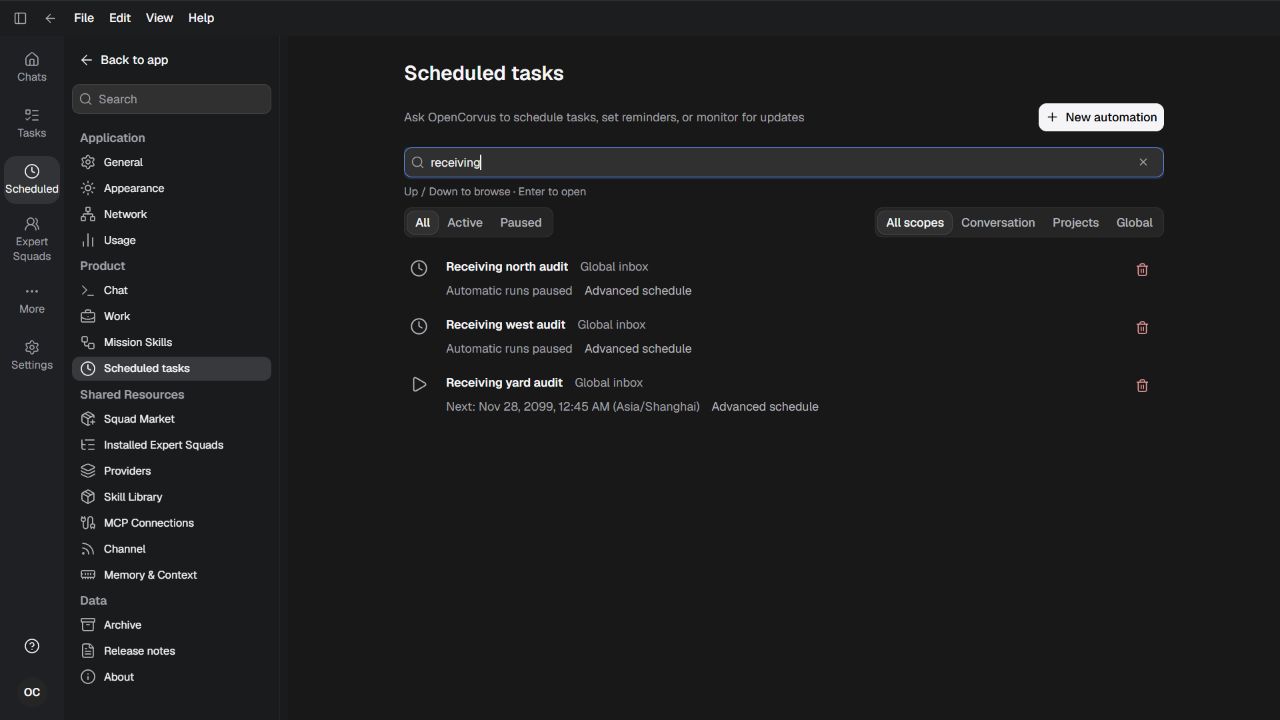 File Edit View Help
Chats
Tasks
Scheduled
Expert
Squads
More
Settings
OC
Back to app
Search
Application
General
Appearance
Network
Usage
Product
Chat
Work
Mission Skills
Scheduled tasks
Shared Resources
Squad Market
Installed Expert Squads
Providers
Skill Library
MCP Connections
Channel
Memory & Context
Data
Archive
Release notes
About
Scheduled tasks
Ask OpenCorvus to schedule tasks, set reminders, or monitor for updates
New automation
receiving
Up / Down to browse · Enter to open
All Active Paused
All scopes Conversation Projects Global
Receiving north audit Global inbox
Automatic runs paused Advanced schedule
Receiving west audit Global inbox
Automatic runs paused Advanced schedule
Receiving yard audit Global inbox
Next: Nov 28, 2099, 12:45 AM (Asia/Shanghai) Advanced schedule